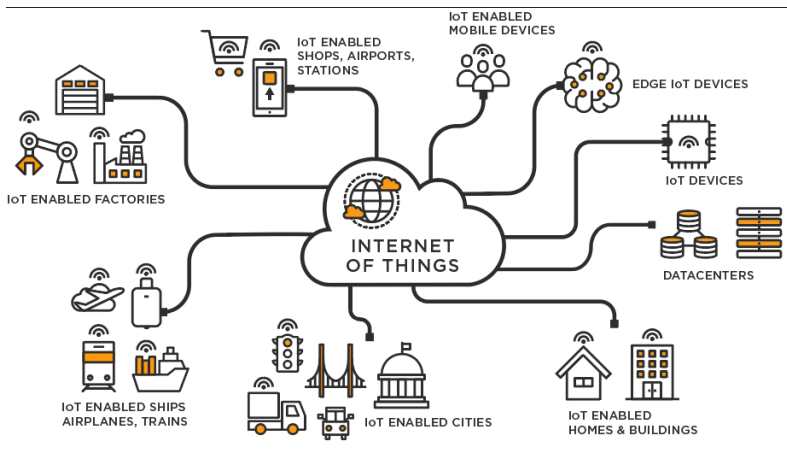 IoT ENABLED
SHOPS, AIRPORTS,
STATIONS
IoT ENABLED
MOBILE DEVICES
EDGE IoT DEVICES
IoT DEVICES
IoT ENABLED FACTORIES
INTERNET
OF THINGS
DATACENTERS
IoT ENABLED SHIPS
AIRPLANES, TRAINS
IoT ENABLED CITIES
IoT ENABLED
HOMES & BUILDINGS